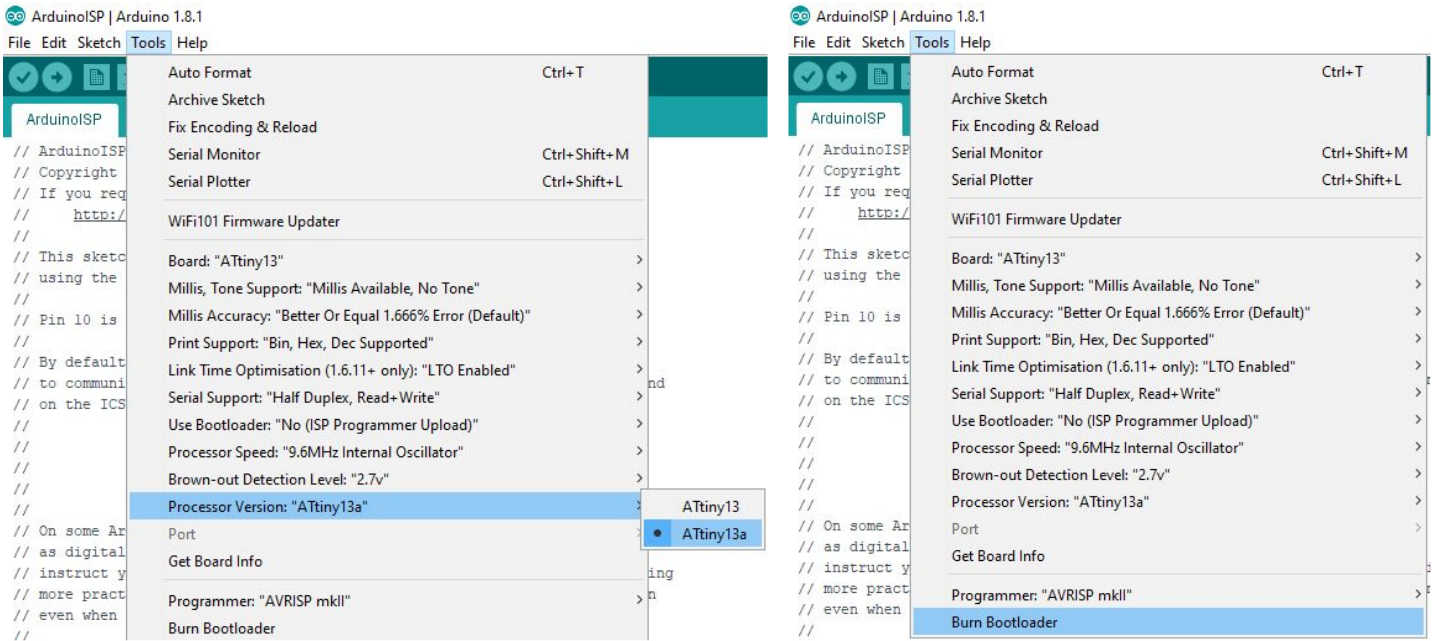 ArduinoISP | Arduino 1.8.1
File Edit Sketch Tools Help
Auto Format Ctrl+T
Archive Sketch
ArduinoISP
Fix Encoding & Reload
// ArduinoISP Serial Monitor Ctrl+Shift+M
// Copyright Serial Plotter Ctrl+Shift+L
// If you req
// http:/ WiFi101 Firmware Updater
//
// This sketc Board: "ATtiny13"
// using the Millis, Tone Support: "Millis Available, No Tone"
//
// Pin 10 is Millis Accuracy: "Better Or Equal 1.666% Error (Default)"
// Print Support: "Bin, Hex, Dec Supported"
// By default Link Time Optimisation (1.6.11+ only): "LTO Enabled"
// to communi nd
// on the ICS Serial Support: "Half Duplex, Read+Write"
// Use Bootloader: "No (ISP Programmer Upload)"
//
// Processor Speed: "9.6MHz Internal Oscillator"
// Brown-out Detection Level: "2.7v"
// Processor Version: "ATtiny13a" ATtiny13
// On some Ar Port ATtiny13a
// as digital Get Board Info
// instruct y ing
// more pract Programmer: "AVRISP mkII" n
// even when
// Burn Bootloader
ArduinoISP | Arduino 1.8.1
File Edit Sketch Tools Help
Auto Format Ctrl+T
Archive Sketch
ArduinoISP
Fix Encoding & Reload
// ArduinoISP Serial Monitor Ctrl+Shift+M
// Copyright Serial Plotter Ctrl+Shift+L
// If you req
// http:/ WiFi101 Firmware Updater
//
// This sketc Board: "ATtiny13"
// using the Millis, Tone Support: "Millis Available, No Tone"
//
// Pin 10 is Millis Accuracy: "Better Or Equal 1.666% Error (Default)"
// Print Support: "Bin, Hex, Dec Supported"
// By default Link Time Optimisation (1.6.11+ only): "LTO Enabled"
// to communi
// on the ICS Serial Support: "Half Duplex, Read+Write"
// Use Bootloader: "No (ISP Programmer Upload)"
//
// Processor Speed: "9.6MHz Internal Oscillator"
// Brown-out Detection Level: "2.7v"
// Processor Version: "ATtiny13a"
// On some Ar Port
// as digital Get Board Info
// instruct y
// more pract Programmer: "AVRISP mkII"
// even when Burn Bootloader
//